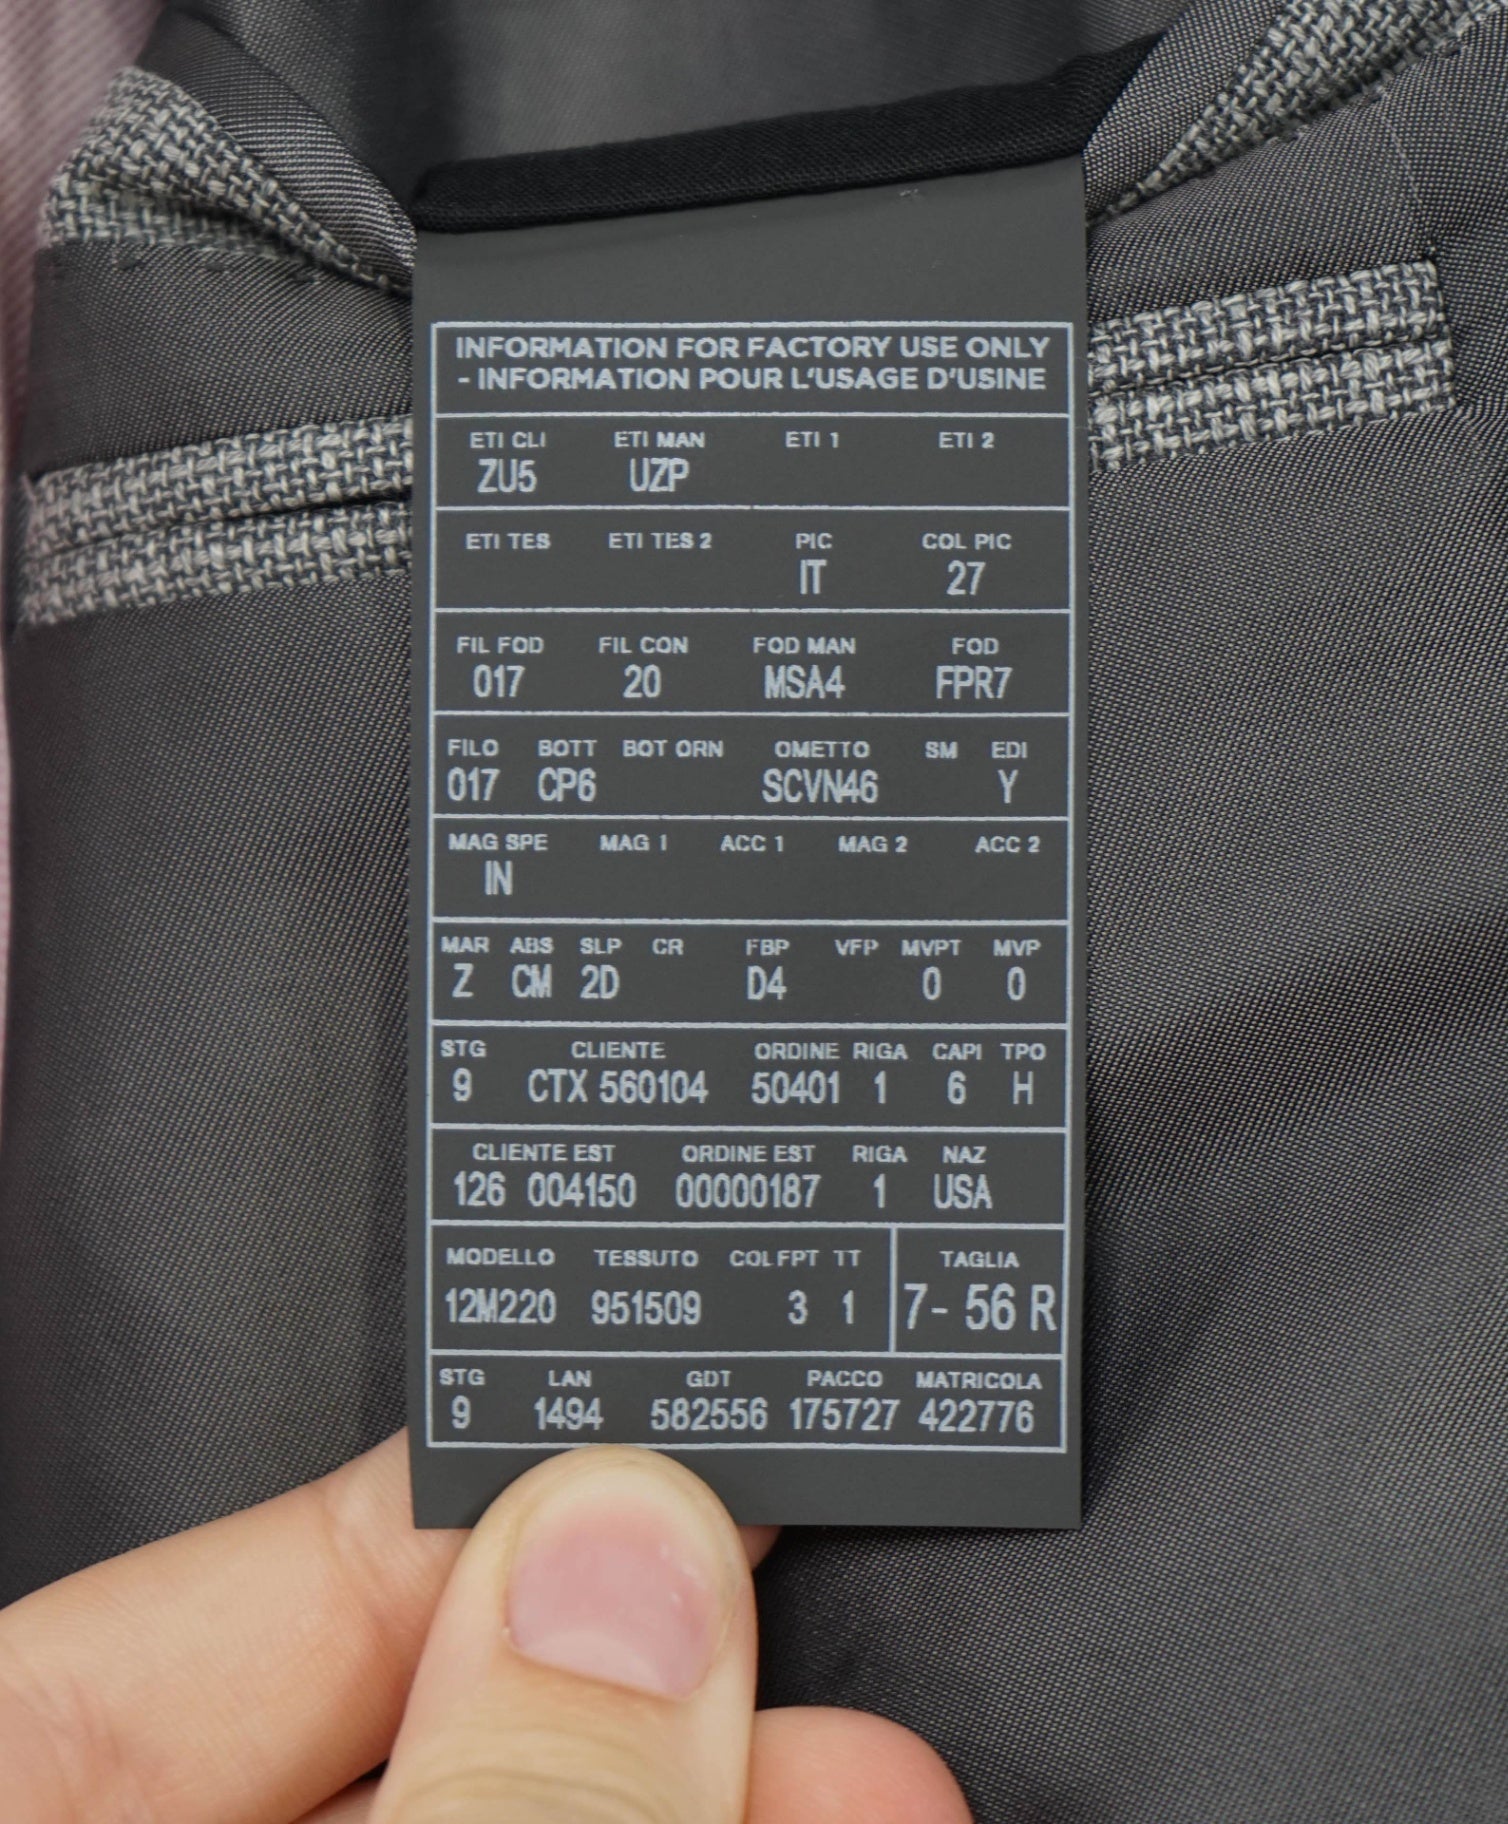 INFORMATION FOR FACTORY USE ONLY
- INFORMATION POUR L'USAGE D'USINE
ETI CLI ETI MAN ETI 1 ETI 2
ZU5 UZP
ETI TES ETI TES 2 PIC COL PIC
IT 27
FIL FOD FIL CON FOD MAN FOD
017 20 MSA4 FPR7
FILO BOTT BOT ORN OMETTO SM EDI
017 CP6 SCVN46 Y
MAG SPE MAG 1 ACC 1 MAG 2 ACC 2
IN
MAR ABS SLP CR FBP VFP MVPT MVP
Z CM 2D D4 0 0
STG CLIENTE ORDINE RIGA CAPI TPO
9 CTX 560104 50401 1 6 H
CLIENTE EST ORDINE EST RIGA NAZ
126 004150 00000187 1 USA
MODELLO TESSUTO COL FPT TT TAGLIA
12M220 951509 3 1 7- 56 R
STG LAN GDT PACCO MATRICOLA
9 1494 582556 175727 422776